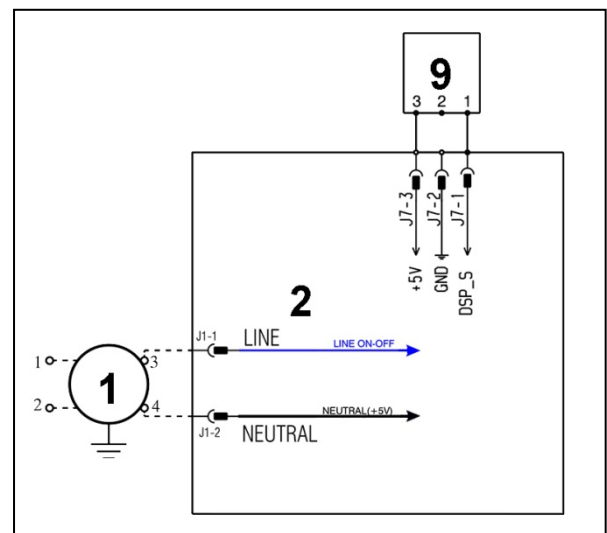 9
3 2 1
J7-3
J7-2
J7-1
+5V
GND
DSP_S
2
J1-1
LINE
LINE ON-OFF
1
3
1
2
4
NEUTRAL(+5V)
J1-2
NEUTRAL